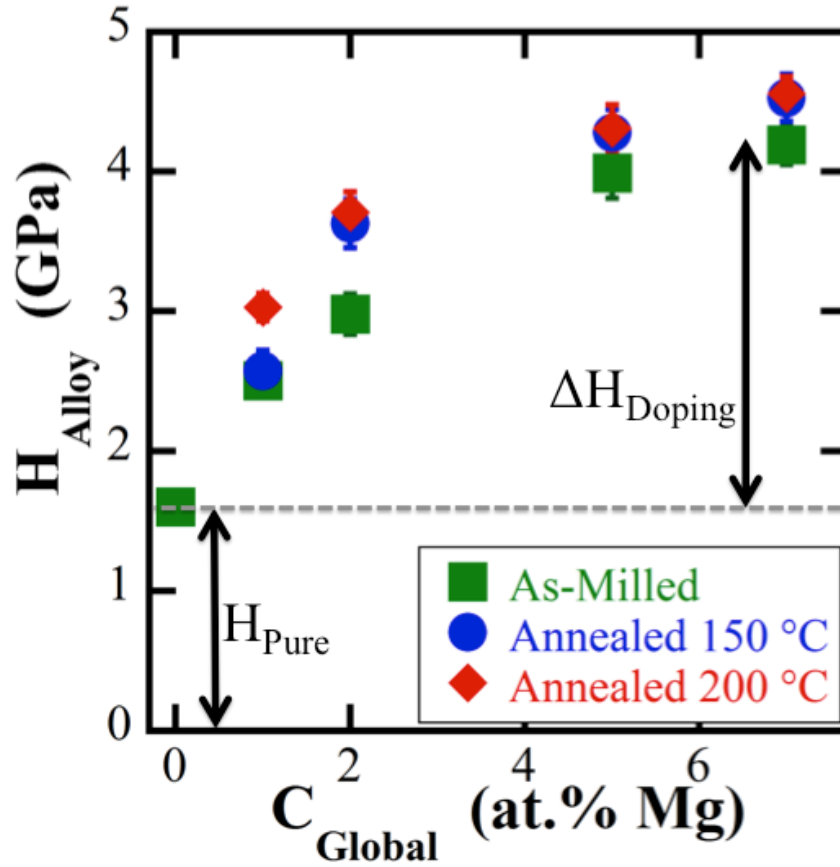 5
4
3
2
1
0
H Alloy (GPa)
ΔH Doping
H Pure
As-Milled
Annealed 150 °C
Annealed 200 °C
0 2 4 6
C Global (at.% Mg)